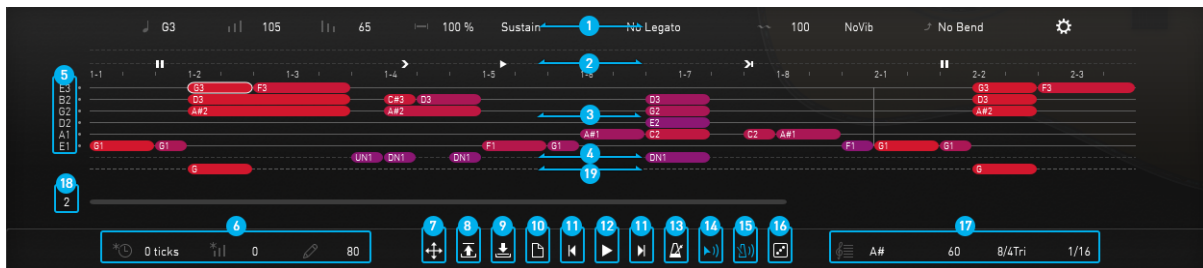 G3 105 65 100 % Sustain 1 No Legato 100 NoVib No Bend
2
1-1 1-2 1-3 1-4 1-5 1-6 1-7 1-8 2-1 2-2 2-3
5
E3 G3 F3 G3 F3
B2 D3 C#3 D3 D3 D3
G2 A#2 A#2 3 G2 A#2
D2 E2
A1 A#1 C2 C2 A#1
E1 G1 G1 F1 G1 F1 G1 G1
UN1 DN1 DN1 4 DN1
G 19 G
18
2
6 7 8 9 10 11 12 11 13 14 15 16 17
0 ticks 0 80 A# 60 8/4Tri 1/16